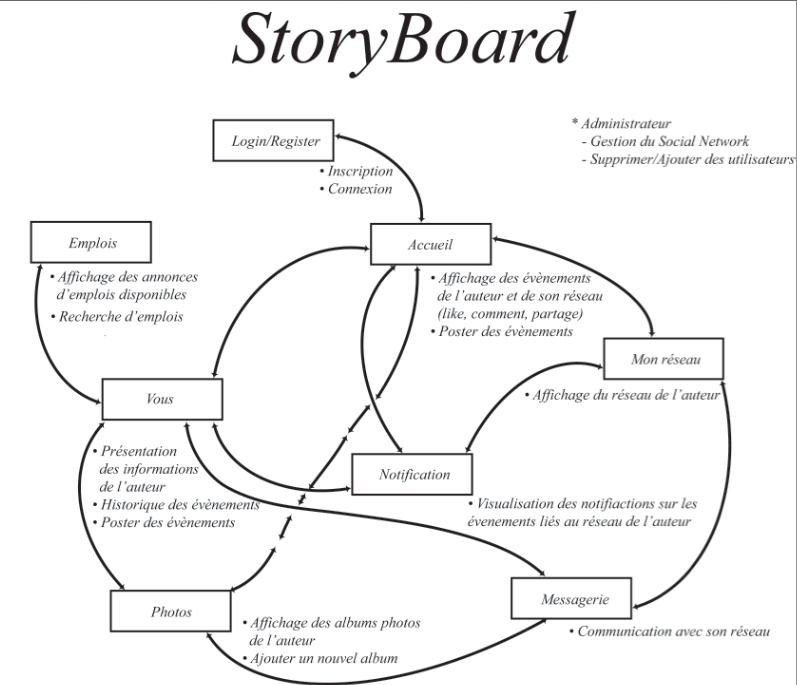 StoryBoard
Login/Register
• Inscription
• Connexion
* Administrateur
- Gestion du Social Network
- Supprimer/Ajouter des utilisateurs
Emplois
• Affichage des annonces
d'emplois disponibles
• Recherche d'emplois
Accueil
• Affichage des évènements
de l'auteur et de son réseau
(like, comment, partage)
• Poster des évènements
Mon réseau
• Affichage du réseau de l'auteur
Vous
• Présentation
des informations
de l'auteur
• Historique des évènements
• Poster des évènements
Notification
• Visualisation des notifiactions sur les
évenements liés au réseau de l'auteur
Photos
• Affichage des albums photos
de l'auteur
• Ajouter un nouvel album
Messagerie
• Communication avec son réseau